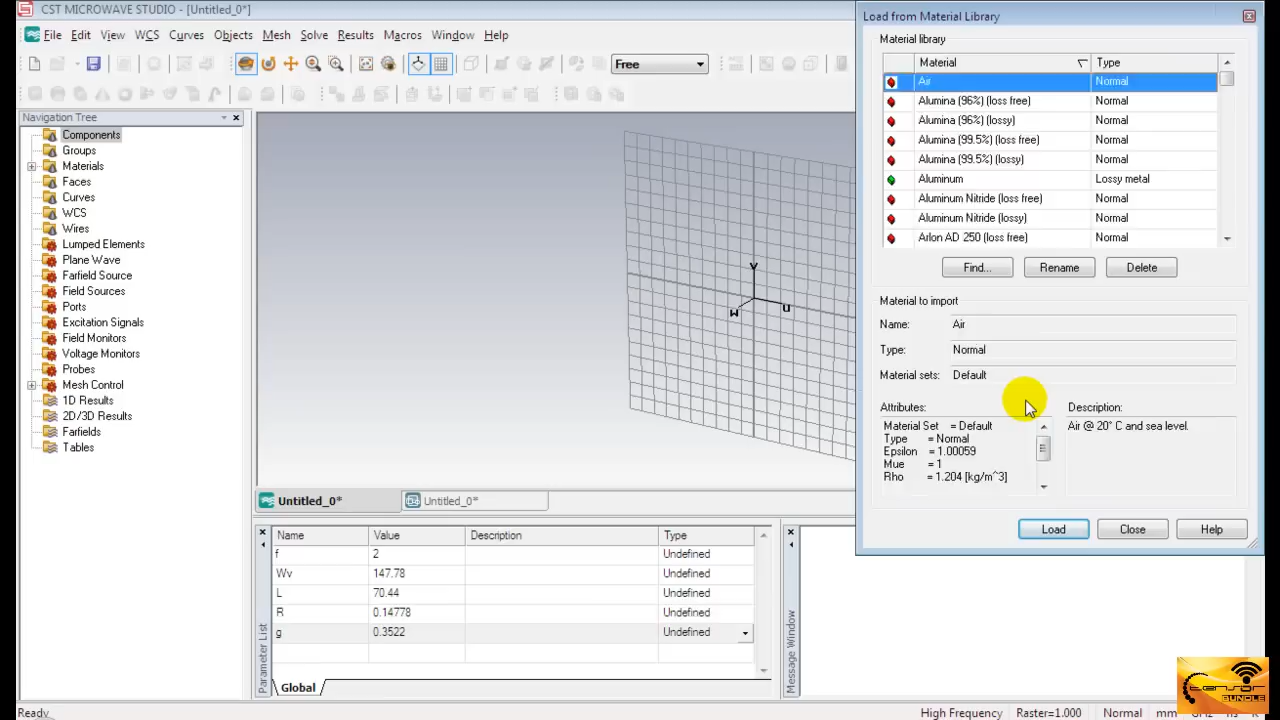 CST MICROWAVE STUDIO - [Untitled_0*]
File Edit View WCS Curves Objects Mesh Solve Results Macros Window Help
Free
Navigation Tree
Components
Groups
Materials
Faces
Curves
WCS
Wires
Lumped Elements
Plane Wave
Farfield Source
Field Sources
Ports
Excitation Signals
Field Monitors
Voltage Monitors
Probes
Mesh Control
1D Results
2D/3D Results
Farfields
Tables
v
w u
Untitled_0* Untitled_0*
Parameter List
Name Value Description Type
f 2 Undefined
Wv 147.78 Undefined
L 70.44 Undefined
R 0.14778 Undefined
g 0.3522 Undefined
Global
Message Window
Load from Material Library
Material library
Material Type
Air Normal
Alumina (96%) (loss free) Normal
Alumina (96%) (lossy) Normal
Alumina (99.5%) (loss free) Normal
Alumina (99.5%) (lossy) Normal
Aluminum Lossy metal
Aluminum Nitride (loss free) Normal
Aluminum Nitride (lossy) Normal
Arlon AD 250 (loss free) Normal
Find... Rename Delete
Material to import
Name: Air
Type: Normal
Material sets: Default
Attributes: Description:
Material Set = Default Air @ 20° C and sea level.
Type = Normal
Epsilon = 1.00059
Mue = 1
Rho = 1.204 [kg/m^3]
Load Close Help
Ready High Frequency Raster=1.000 Normal mm
BUNDLE